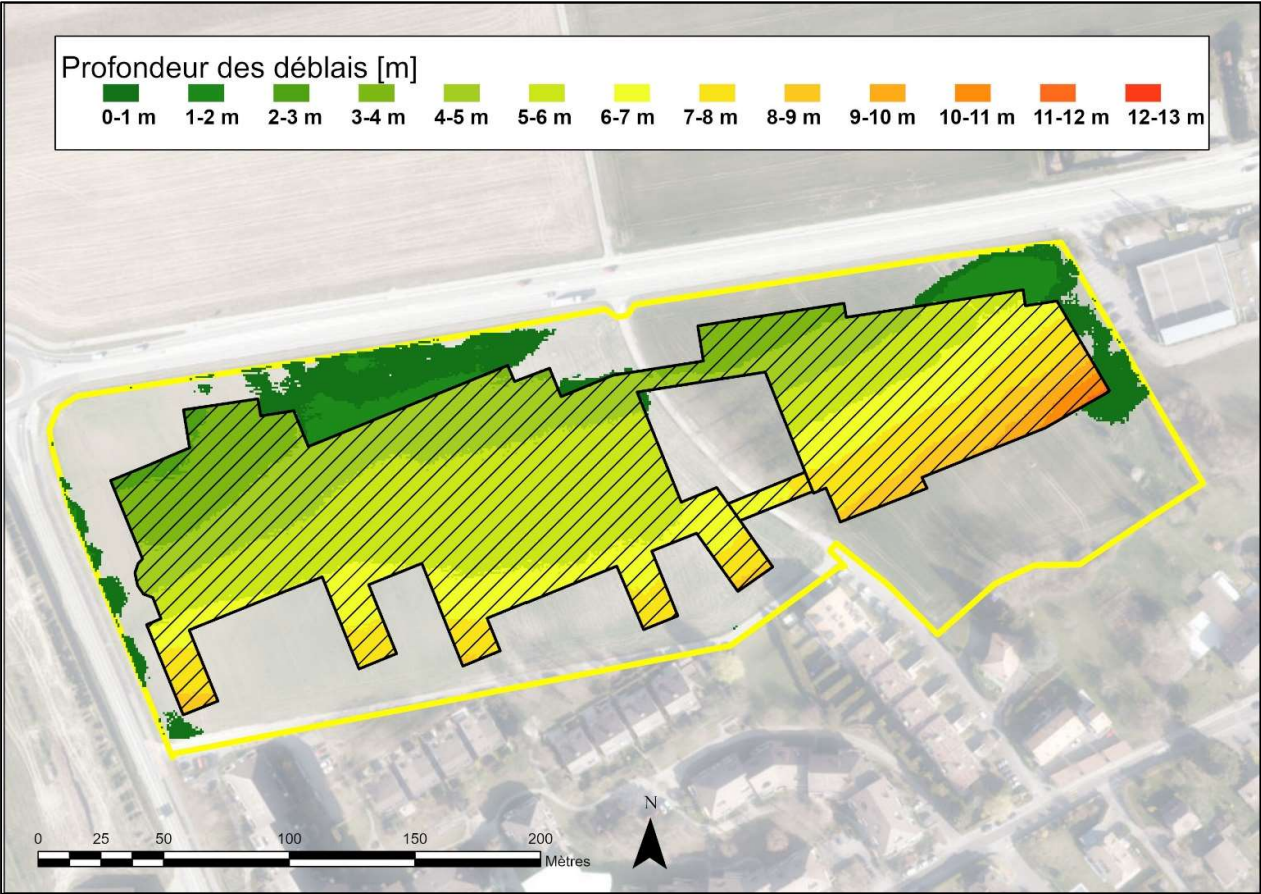 Profondeur des déblais [m]
0-1 m 1-2 m 2-3 m 3-4 m 4-5 m 5-6 m 6-7 m 7-8 m 8-9 m 9-10 m 10-11 m 11-12 m 12-13 m
N
0 25 50 100 150 200
Mètres